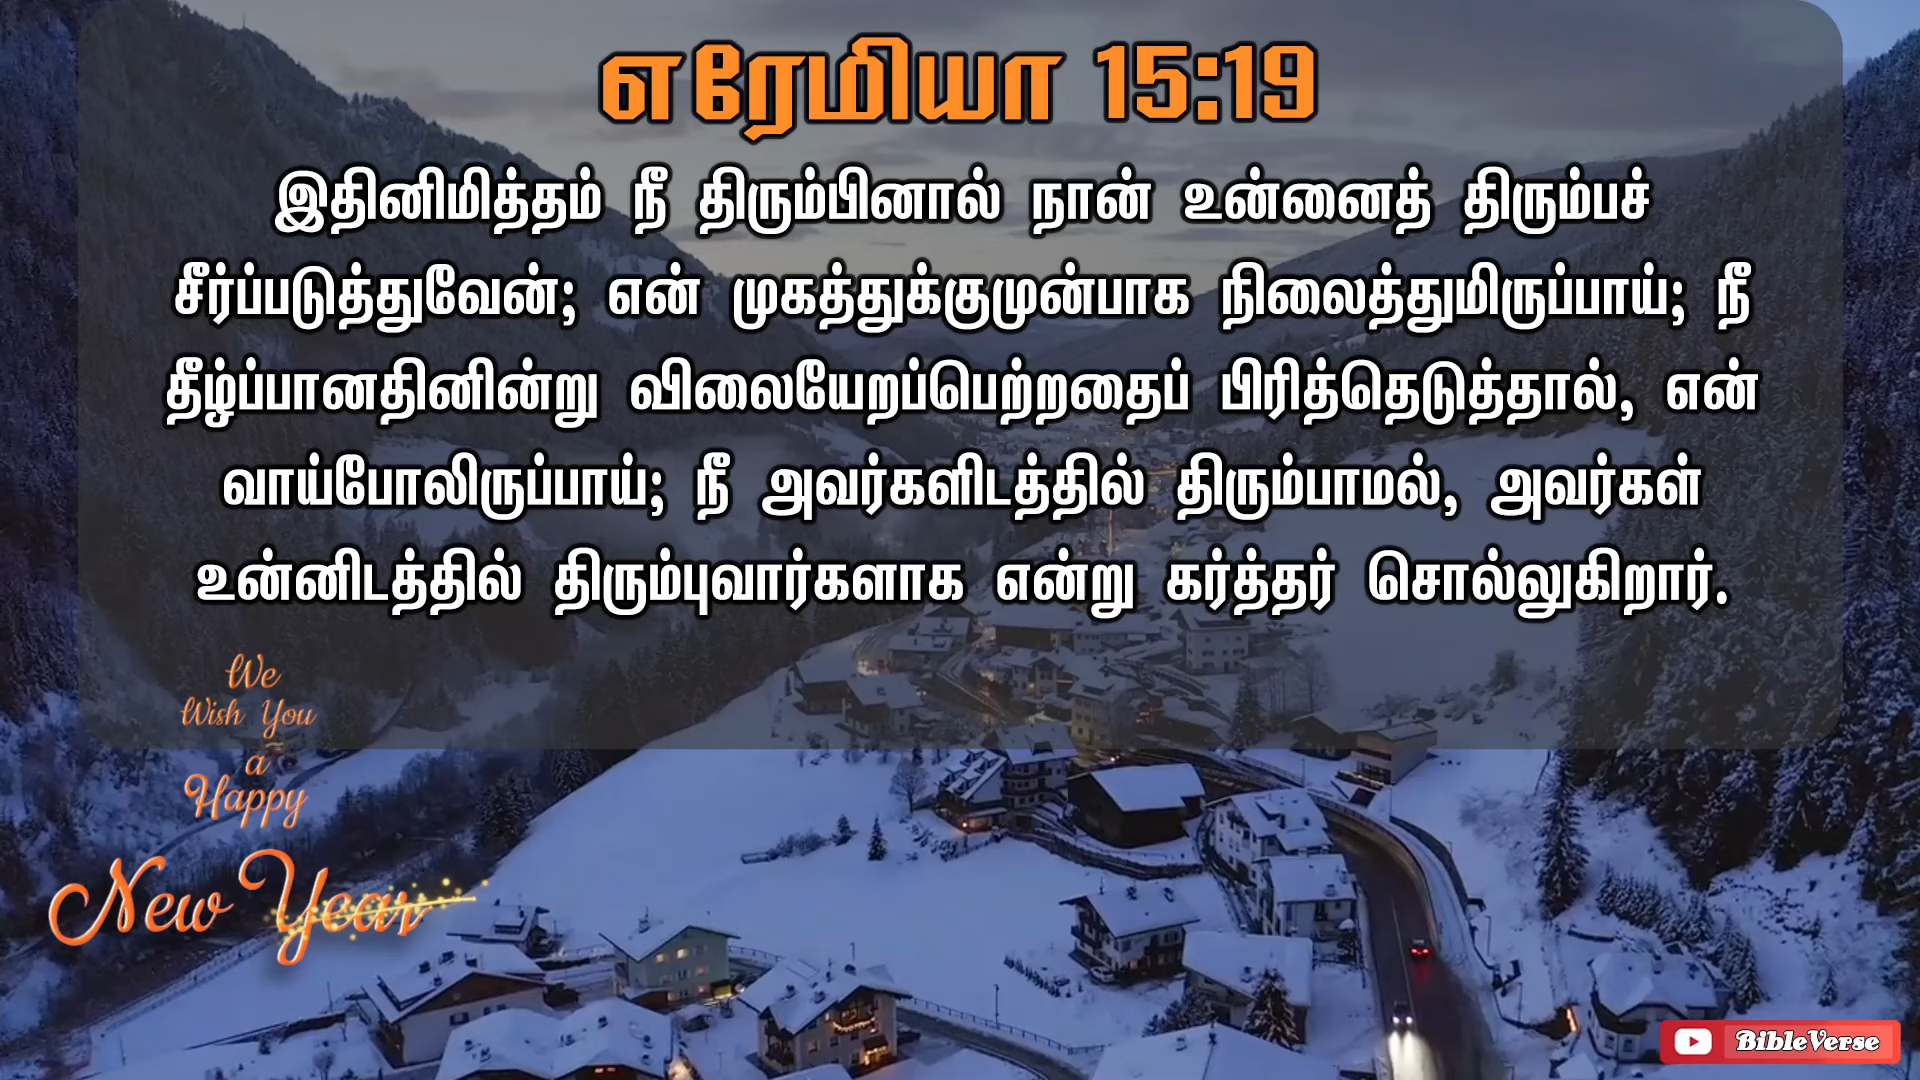 எரேமியா 15:19
இதினிமித்தம் நீ திரும்பினால் நான் உன்னைத் திரும்பச்
சீர்ப்படுத்துவேன்; என் முகத்துக்குமுன்பாக நிலைத்துமிருப்பாய்; நீ
தீழ்ப்பானதினின்று விலையேறப்பெற்றதைப் பிரித்தெடுத்தால், என்
வாய்போலிருப்பாய்; நீ அவர்களிடத்தில் திரும்பாமல், அவர்கள்
உன்னிடத்தில் திரும்புவார்களாக என்று கர்த்தர் சொல்லுகிறார்.
We
Wish You
a
Happy
New Year
BibleVerse